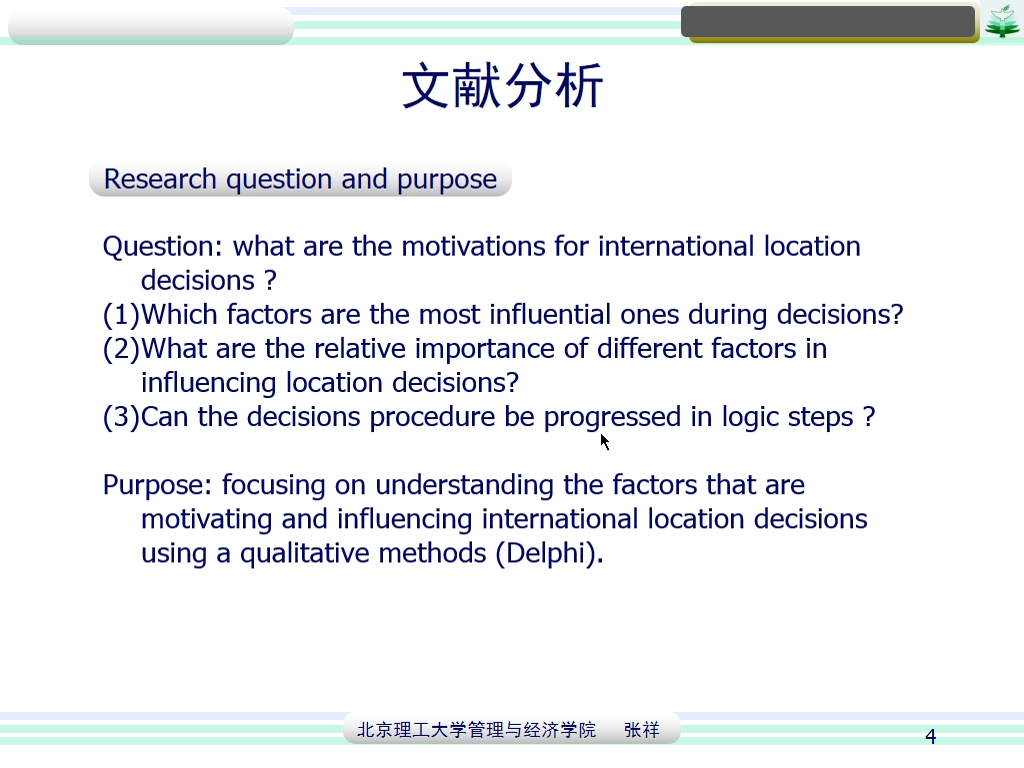 文献分析
Research question and purpose
Question: what are the motivations for international location
decisions ?
(1)Which factors are the most influential ones during decisions?
(2)What are the relative importance of different factors in
influencing location decisions?
(3)Can the decisions procedure be progressed in logic steps ?
Purpose: focusing on understanding the factors that are
motivating and influencing international location decisions
using a qualitative methods (Delphi).
北京理工大学管理与经济学院 张祥
4